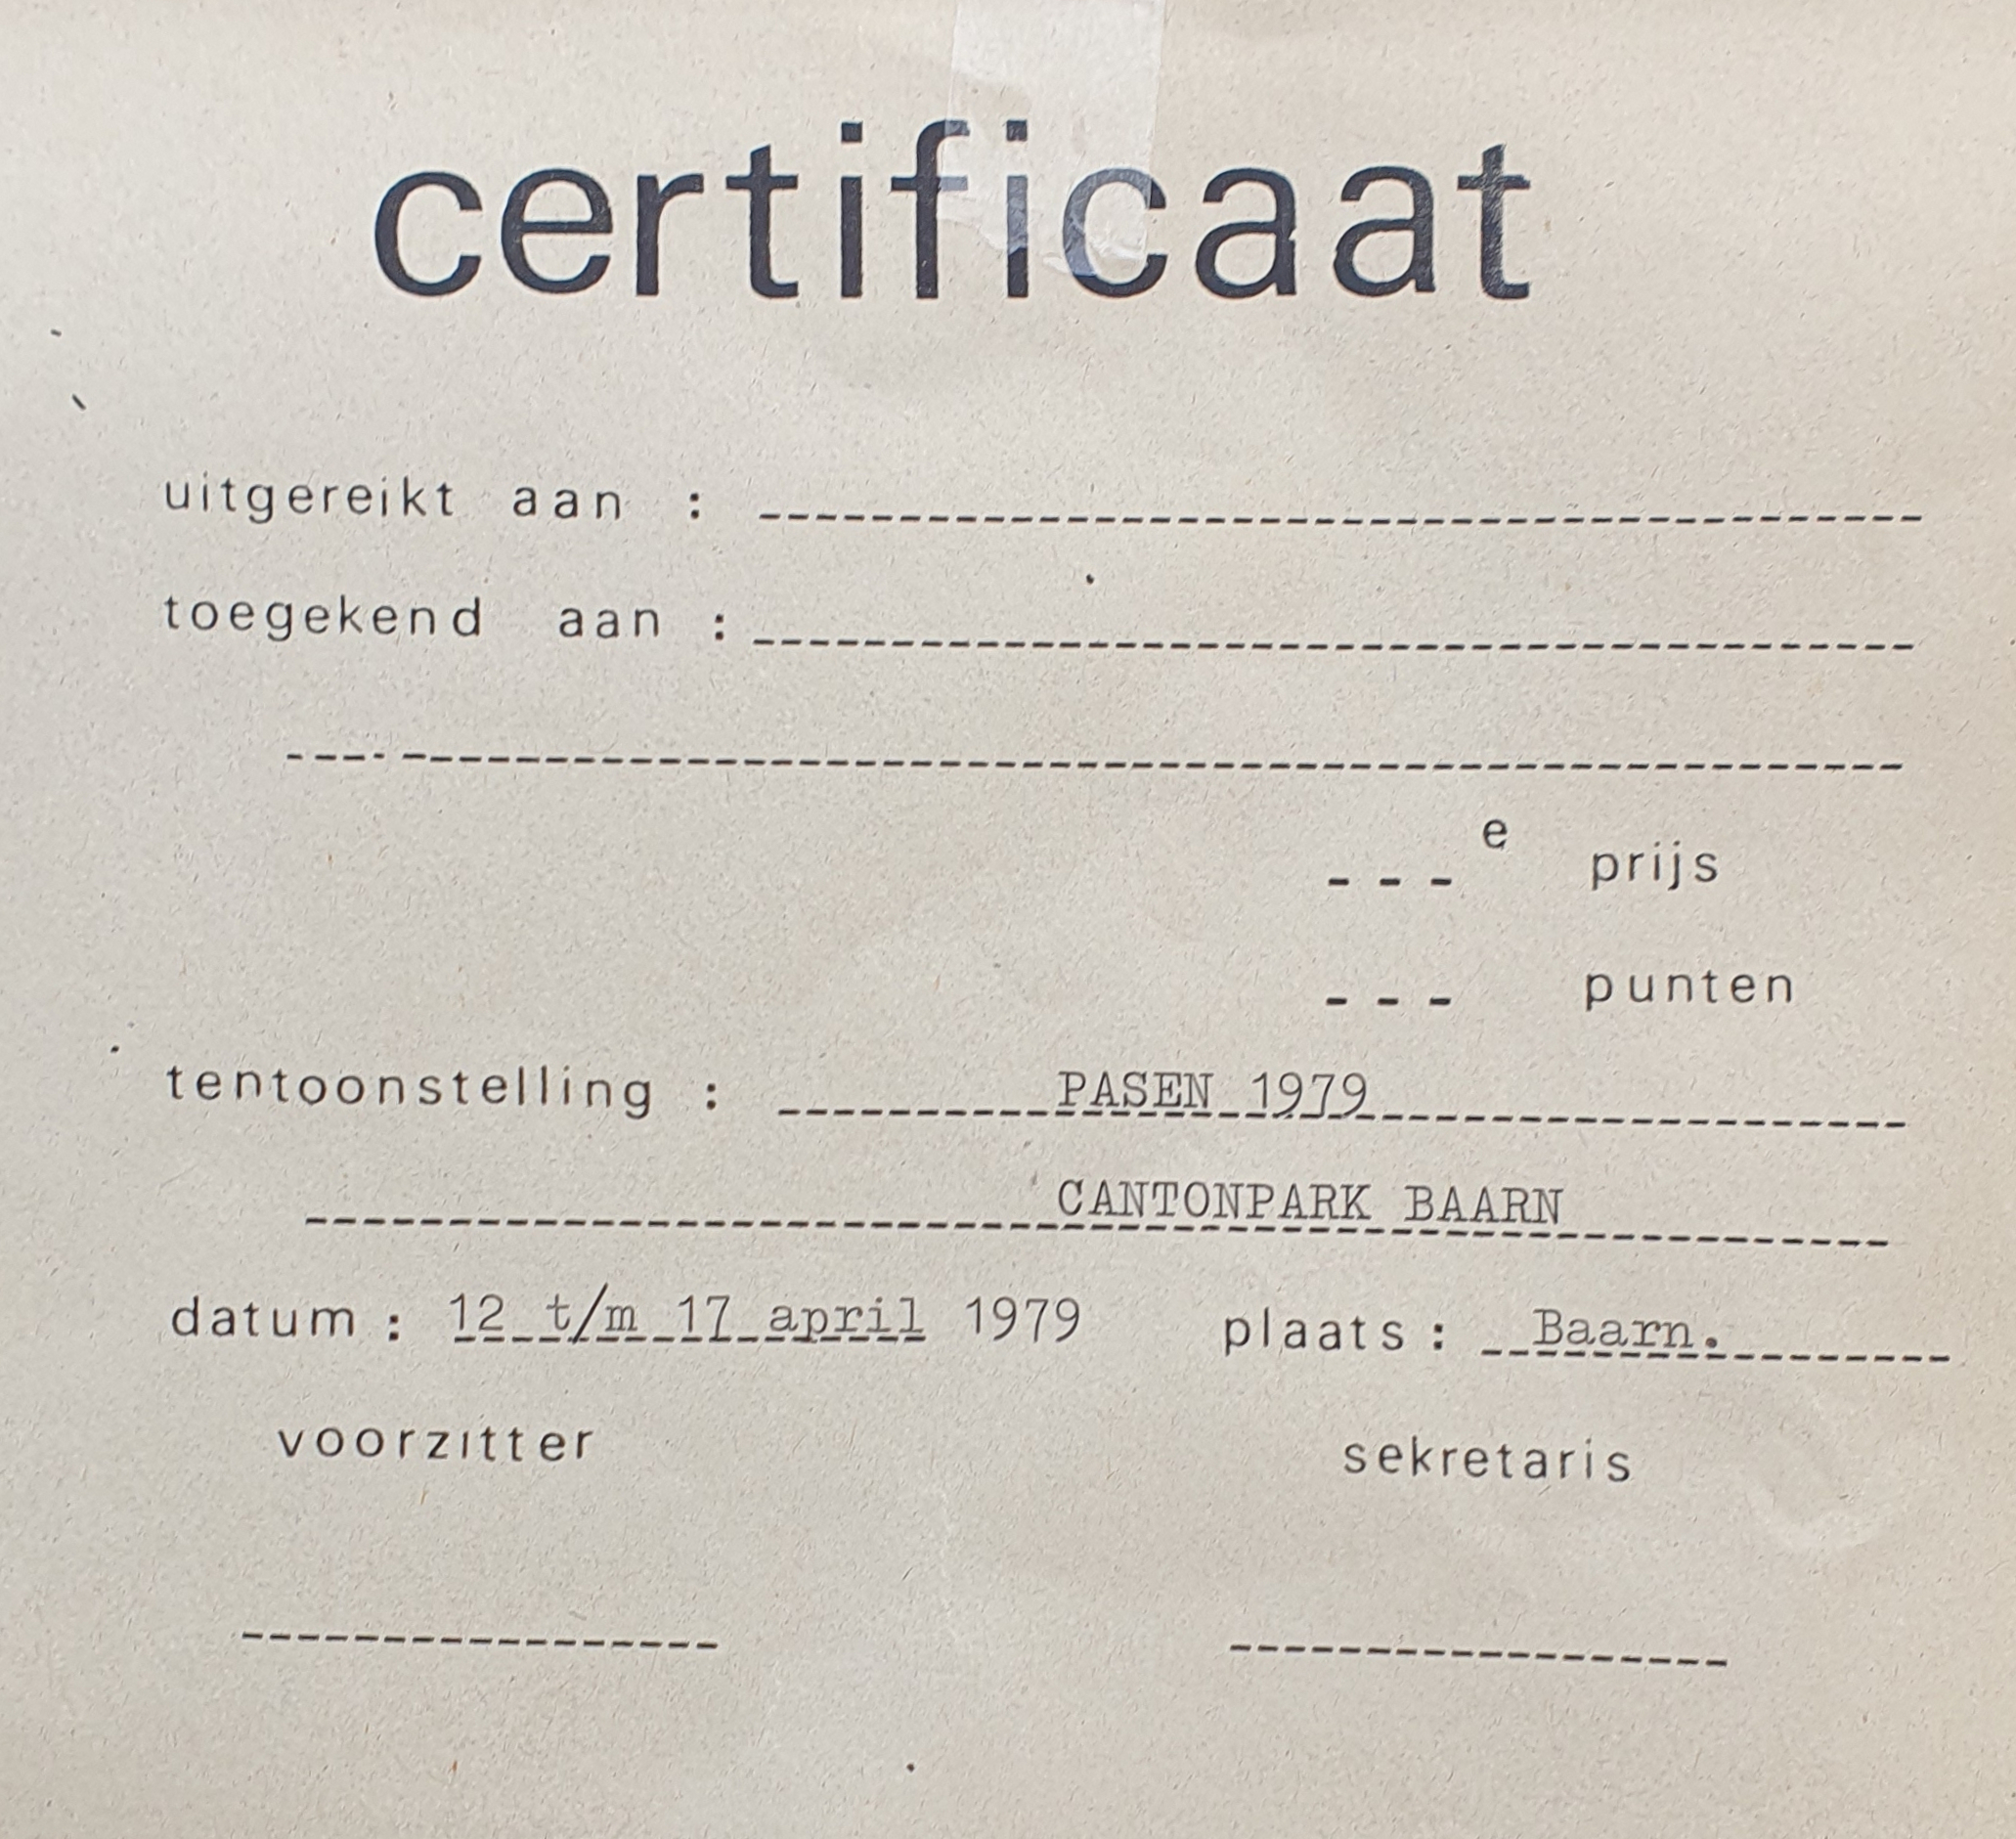 certificaat
uitgereikt aan :
toegekend aan :
e prijs
punten
tentoonstelling : PASEN 1979
CANTONPARK BAARN
datum : 12 t/m 17 april 1979 plaats : Baarn.
voorzitter sekretaris